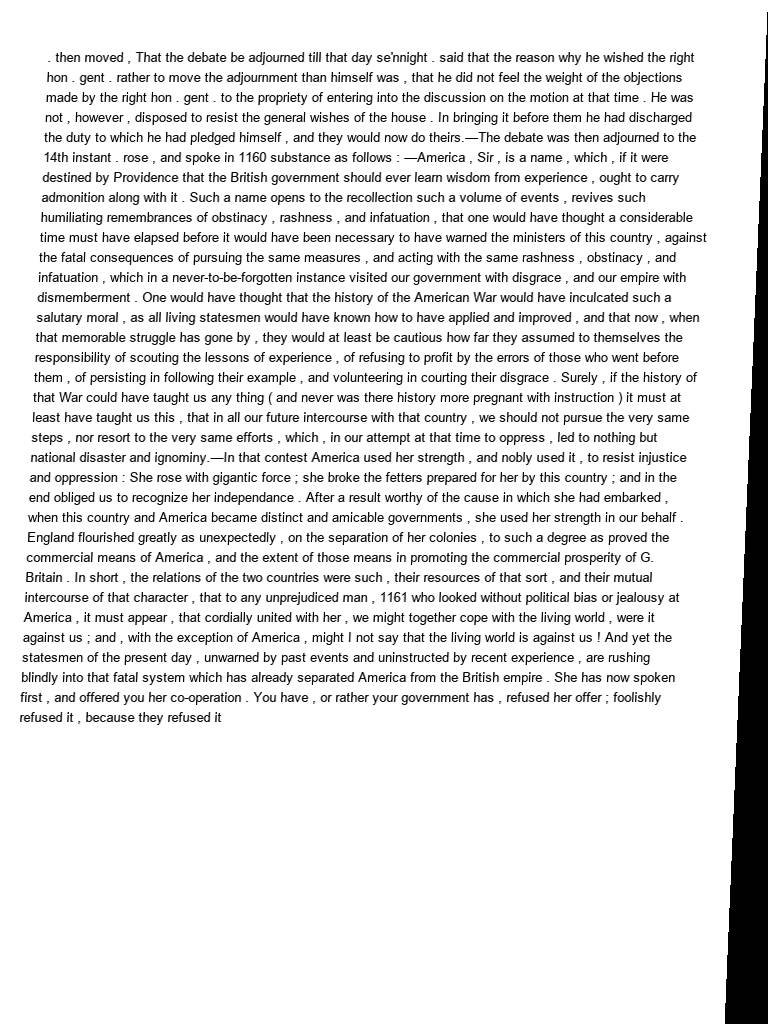 . then moved , That the debate be adjourned till that day se'nnight . said that the reason why he wished the right
hon . gent . rather to move the adjournment than himself was , that he did not feel the weight of the objections
made by the right hon . gent . to the propriety of entering into the discussion on the motion at that time . He was
not , however , disposed to resist the general wishes of the house . In bringing it before them he had discharged
the duty to which he had pledged himself , and they would now do theirs.—The debate was then adjourned to the
14th instant . rose , and spoke in 1160 substance as follows : —America , Sir , is a name , which , if it were
destined by Providence that the British government should ever learn wisdom from experience , ought to carry
admonition along with it . Such a name opens to the recollection such a volume of events , revives such
humiliating remembrances of obstinacy , rashness , and infatuation , that one would have thought a considerable
time must have elapsed before it would have been necessary to have warned the ministers of this country , against
the fatal consequences of pursuing the same measures , and acting with the same rashness , obstinacy , and
infatuation , which in a never-to-be-forgotten instance visited our government with disgrace , and our empire with
dismemberment . One would have thought that the history of the American War would have inculcated such a
salutary moral , as all living statesmen would have known how to have applied and improved , and that now , when
that memorable struggle has gone by , they would at least be cautious how far they assumed to themselves the
responsibility of scouting the lessons of experience , of refusing to profit by the errors of those who went before
them , of persisting in following their example , and volunteering in courting their disgrace . Surely , if the history of
that War could have taught us any thing ( and never was there history more pregnant with instruction ) it must at
least have taught us this , that in all our future intercourse with that country , we should not pursue the very same
steps , nor resort to the very same efforts , which , in our attempt at that time to oppress , led to nothing but
national disaster and ignominy.—In that contest America used her strength , and nobly used it , to resist injustice
and oppression : She rose with gigantic force ; she broke the fetters prepared for her by this country ; and in the
end obliged us to recognize her independance . After a result worthy of the cause in which she had embarked ,
when this country and America became distinct and amicable governments , she used her strength in our behalf .
England flourished greatly as unexpectedly , on the separation of her colonies , to such a degree as proved the
commercial means of America , and the extent of those means in promoting the commercial prosperity of G.
Britain . In short , the relations of the two countries were such , their resources of that sort , and their mutual
intercourse of that character , that to any unprejudiced man , 1161 who looked without political bias or jealousy at
America , it must appear , that cordially united with her , we might together cope with the living world , were it
against us ; and , with the exception of America , might I not say that the living world is against us ! And yet the
statesmen of the present day , unwarned by past events and uninstructed by recent experience , are rushing
blindly into that fatal system which has already separated America from the British empire . She has now spoken
first , and offered you her co-operation . You have , or rather your government has , refused her offer ; foolishly
refused it , because they refused it